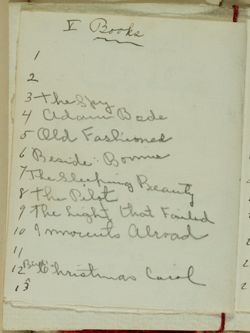 V Books
1
2
3 The Spy
4 Adam Bede
5 Old Fashioned
6 Beside Bonnie
7 The Sleeping Beauty
8 The Pilot
9 The Light that Failed
10 Innocents Abroad
11
12 Christmas Carol
13